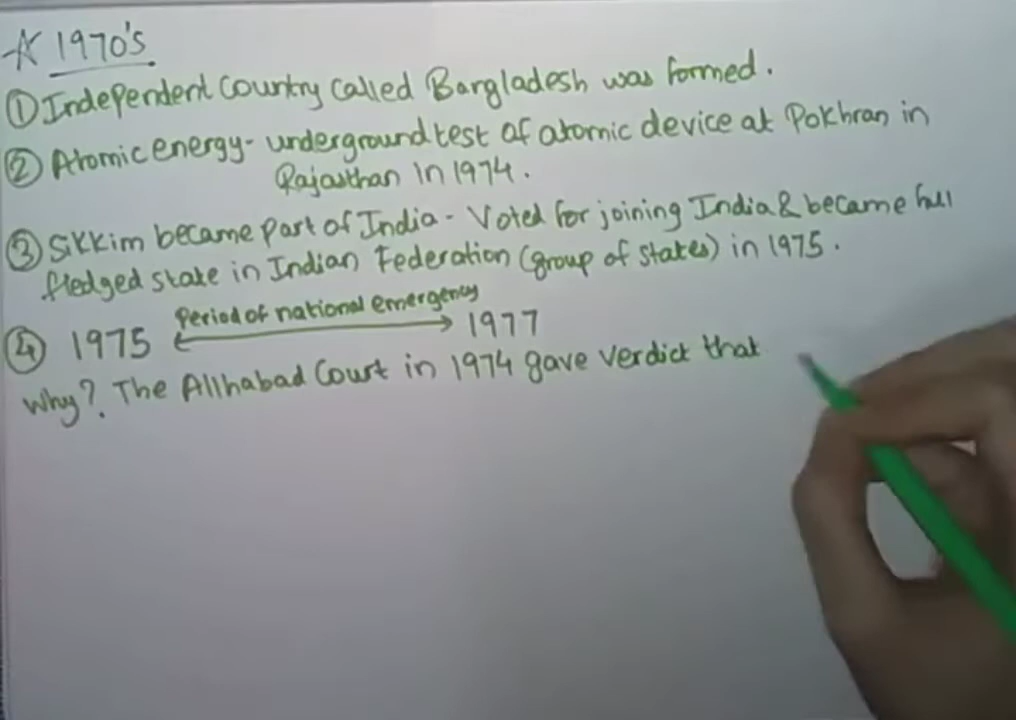 ☆ 1970's
① Independent Country called Bangladesh was formed.
② Atomic energy- underground test of atomic device at Pokhran in
Rajasthan in 1974.
③ Sikkim became part of India - Voted for joining India & became full
fledged state in Indian Federation (group of states) in 1975.
Period of national emergency
④ 1975 ⟷ 1977
Why? The Allhabad Court in 1974 gave verdict that